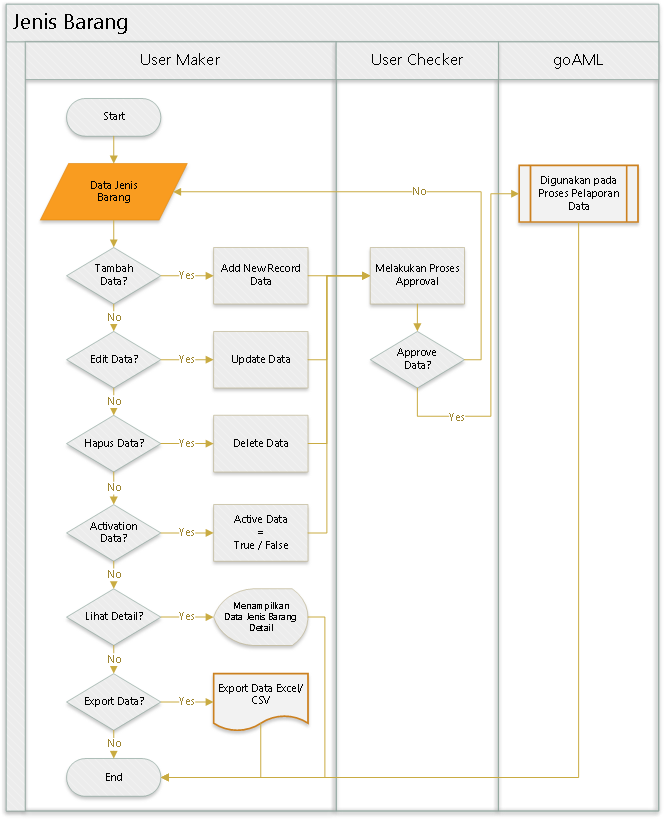 Jenis Barang
User Maker
User Checker
goAML
Start
Data Jenis
Barang
No
Digunakan pada
Proses Pelaporan
Data
Tambah
Data?
Yes
Add New Record
Data
Melakukan Proses
Approval
No
Edit Data?
Yes
Update Data
Approve
Data?
No
Yes
Hapus Data?
Yes
Delete Data
No
Activation
Data?
Yes
Active Data
=
True / False
No
Lihat Detail?
Yes
Menampilkan
Data Jenis Barang
Detail
No
Export Data?
Yes
Export Data Excel/
CSV
No
End